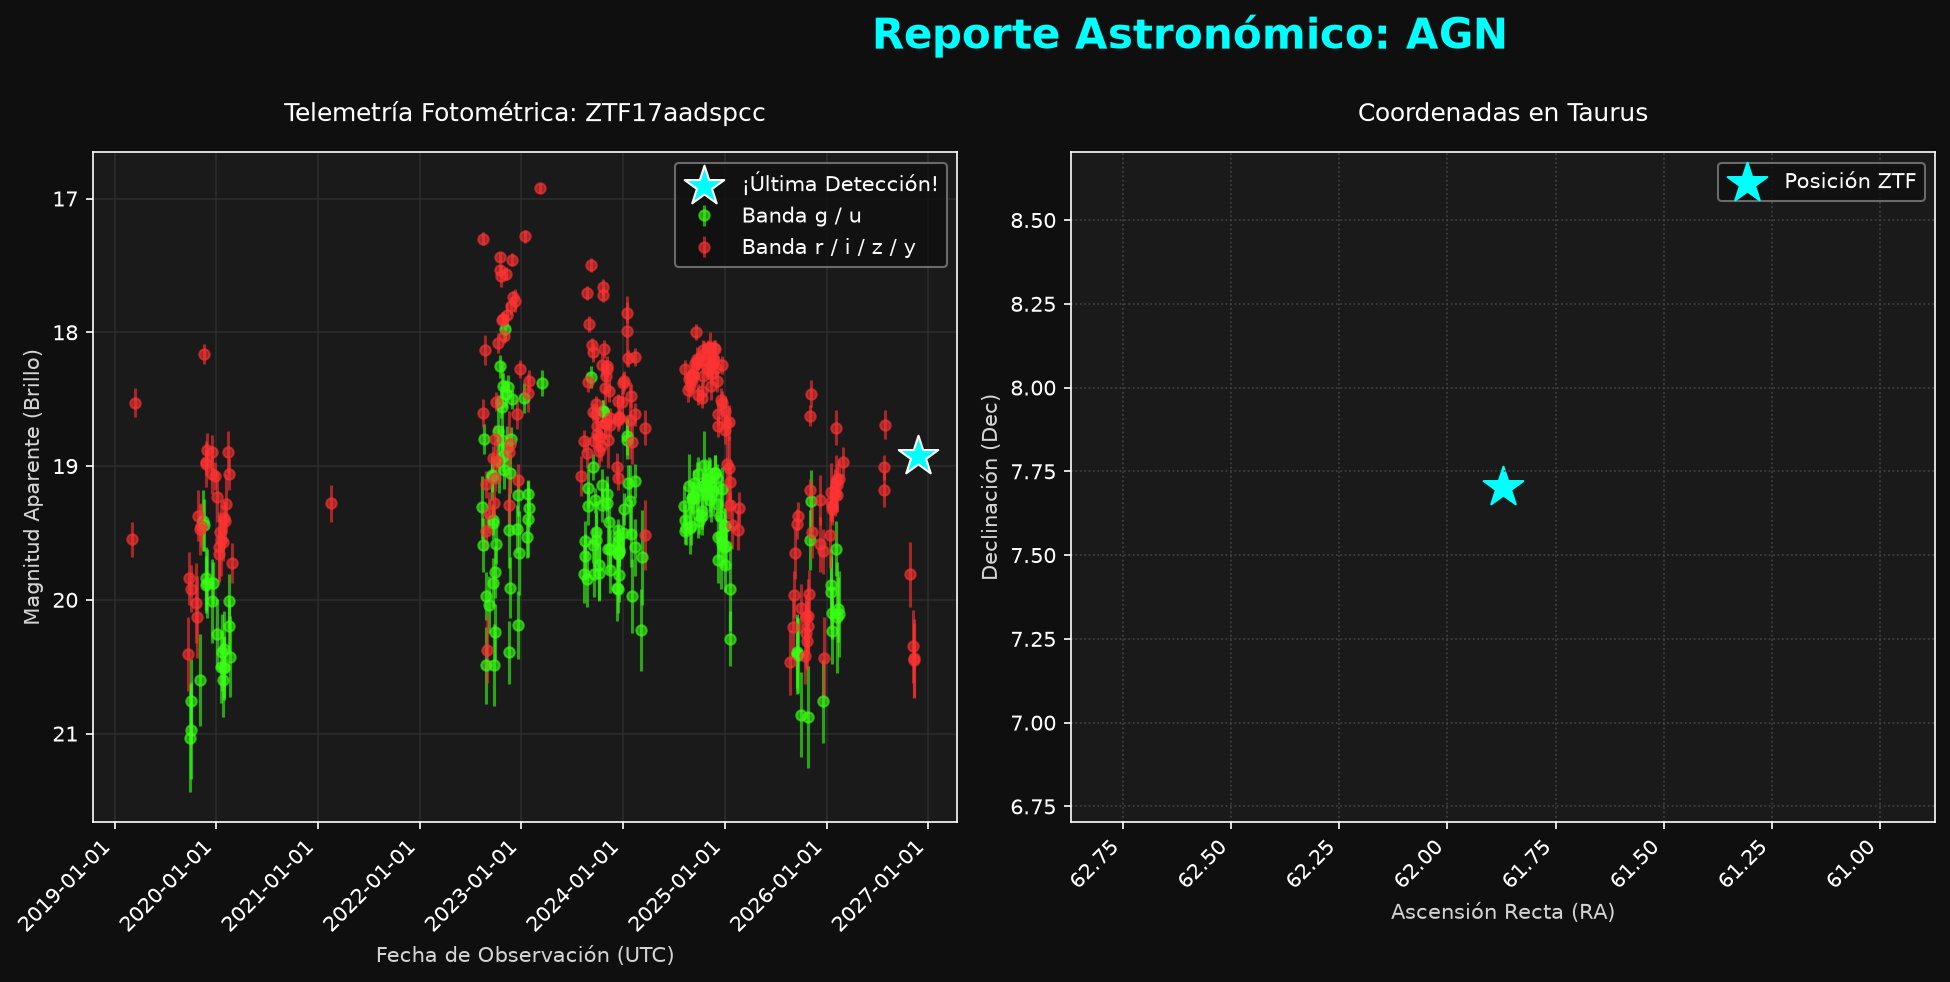 Reporte Astronómico: AGN
Telemetría Fotométrica: ZTF17aadspcc
¡Última Detección!
Banda g / u
Banda r / i / z / y
Magnitud Aparente (Brillo)
17
18
19
20
21
2019-01-01
2020-01-01
2021-01-01
2022-01-01
2023-01-01
2024-01-01
2025-01-01
2026-01-01
2027-01-01
Fecha de Observación (UTC)
Coordenadas en Taurus
Posición ZTF
Declinación (Dec)
8.50
8.25
8.00
7.75
7.50
7.25
7.00
6.75
62.75
62.50
62.25
62.00
61.75
61.50
61.25
61.00
Ascensión Recta (RA)